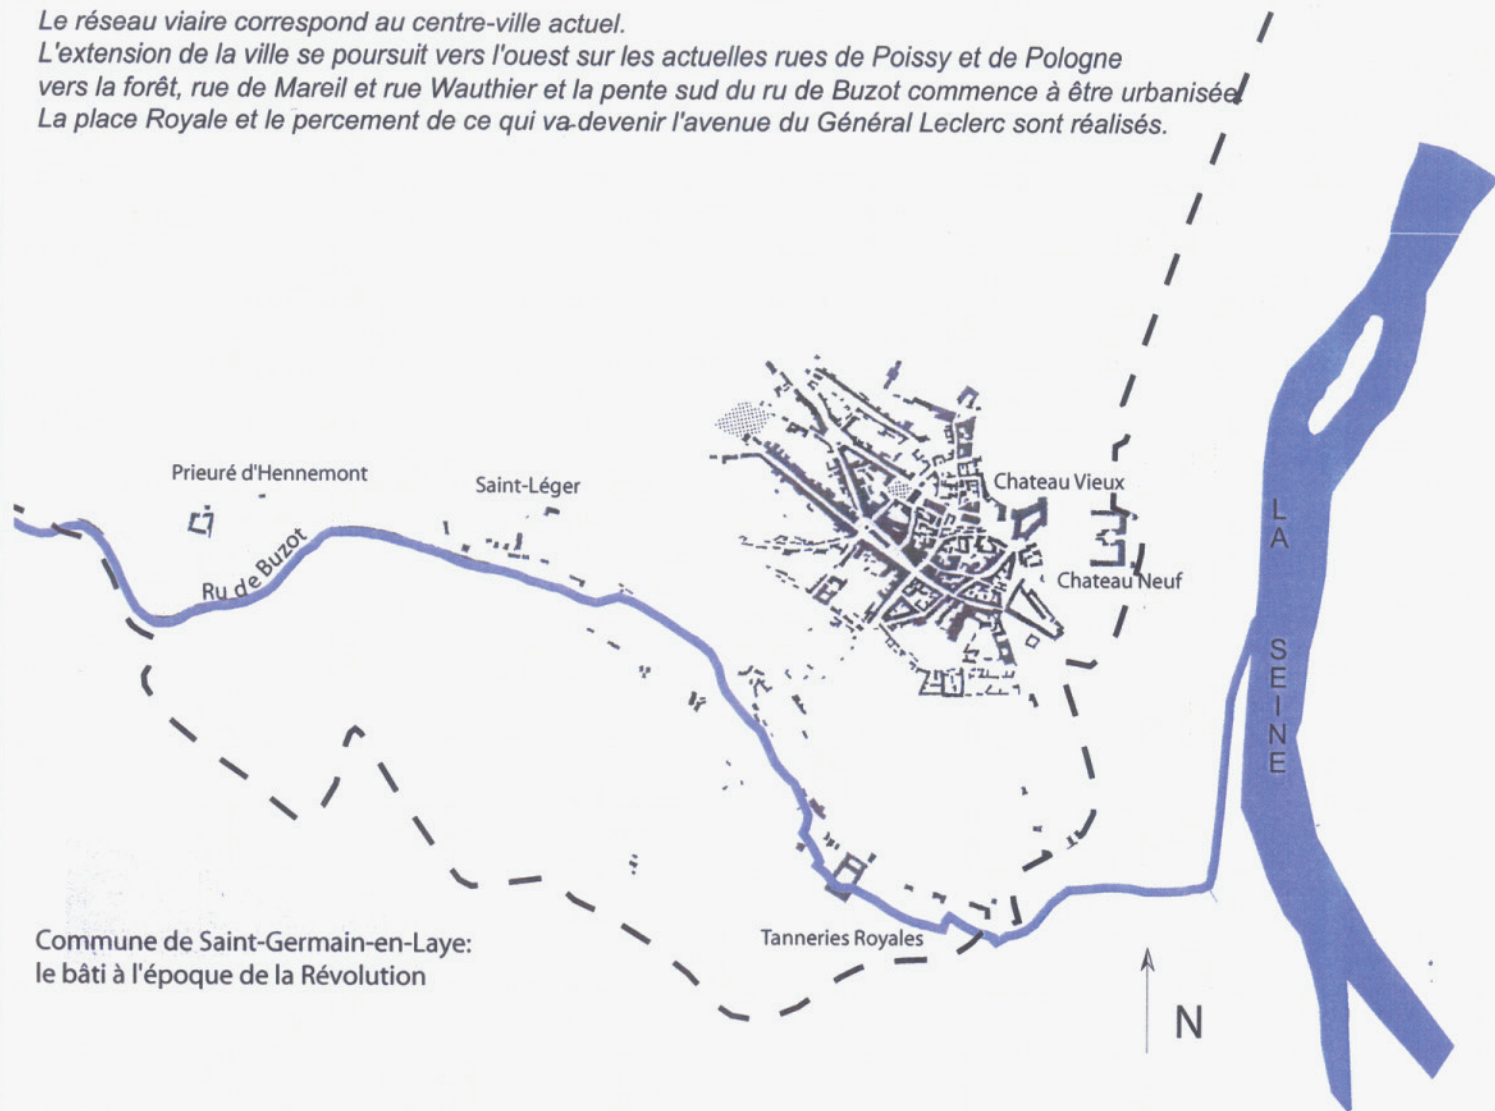 Le réseau viaire correspond au centre-ville actuel.
L'extension de la ville se poursuit vers l'ouest sur les actuelles rues de Poissy et de Pologne
vers la forêt, rue de Mareil et rue Wauthier et la pente sud du ru de Buzot commence à être urbanisée.
La place Royale et le percement de ce qui va devenir l'avenue du Général Leclerc sont réalisés.
Prieuré d'Hennemont
Saint-Léger
Chateau Vieux
Ru de Buzot
Chateau Neuf
LA SEINE
Tanneries Royales
Commune de Saint-Germain-en-Laye:
le bâti à l'époque de la Révolution
N